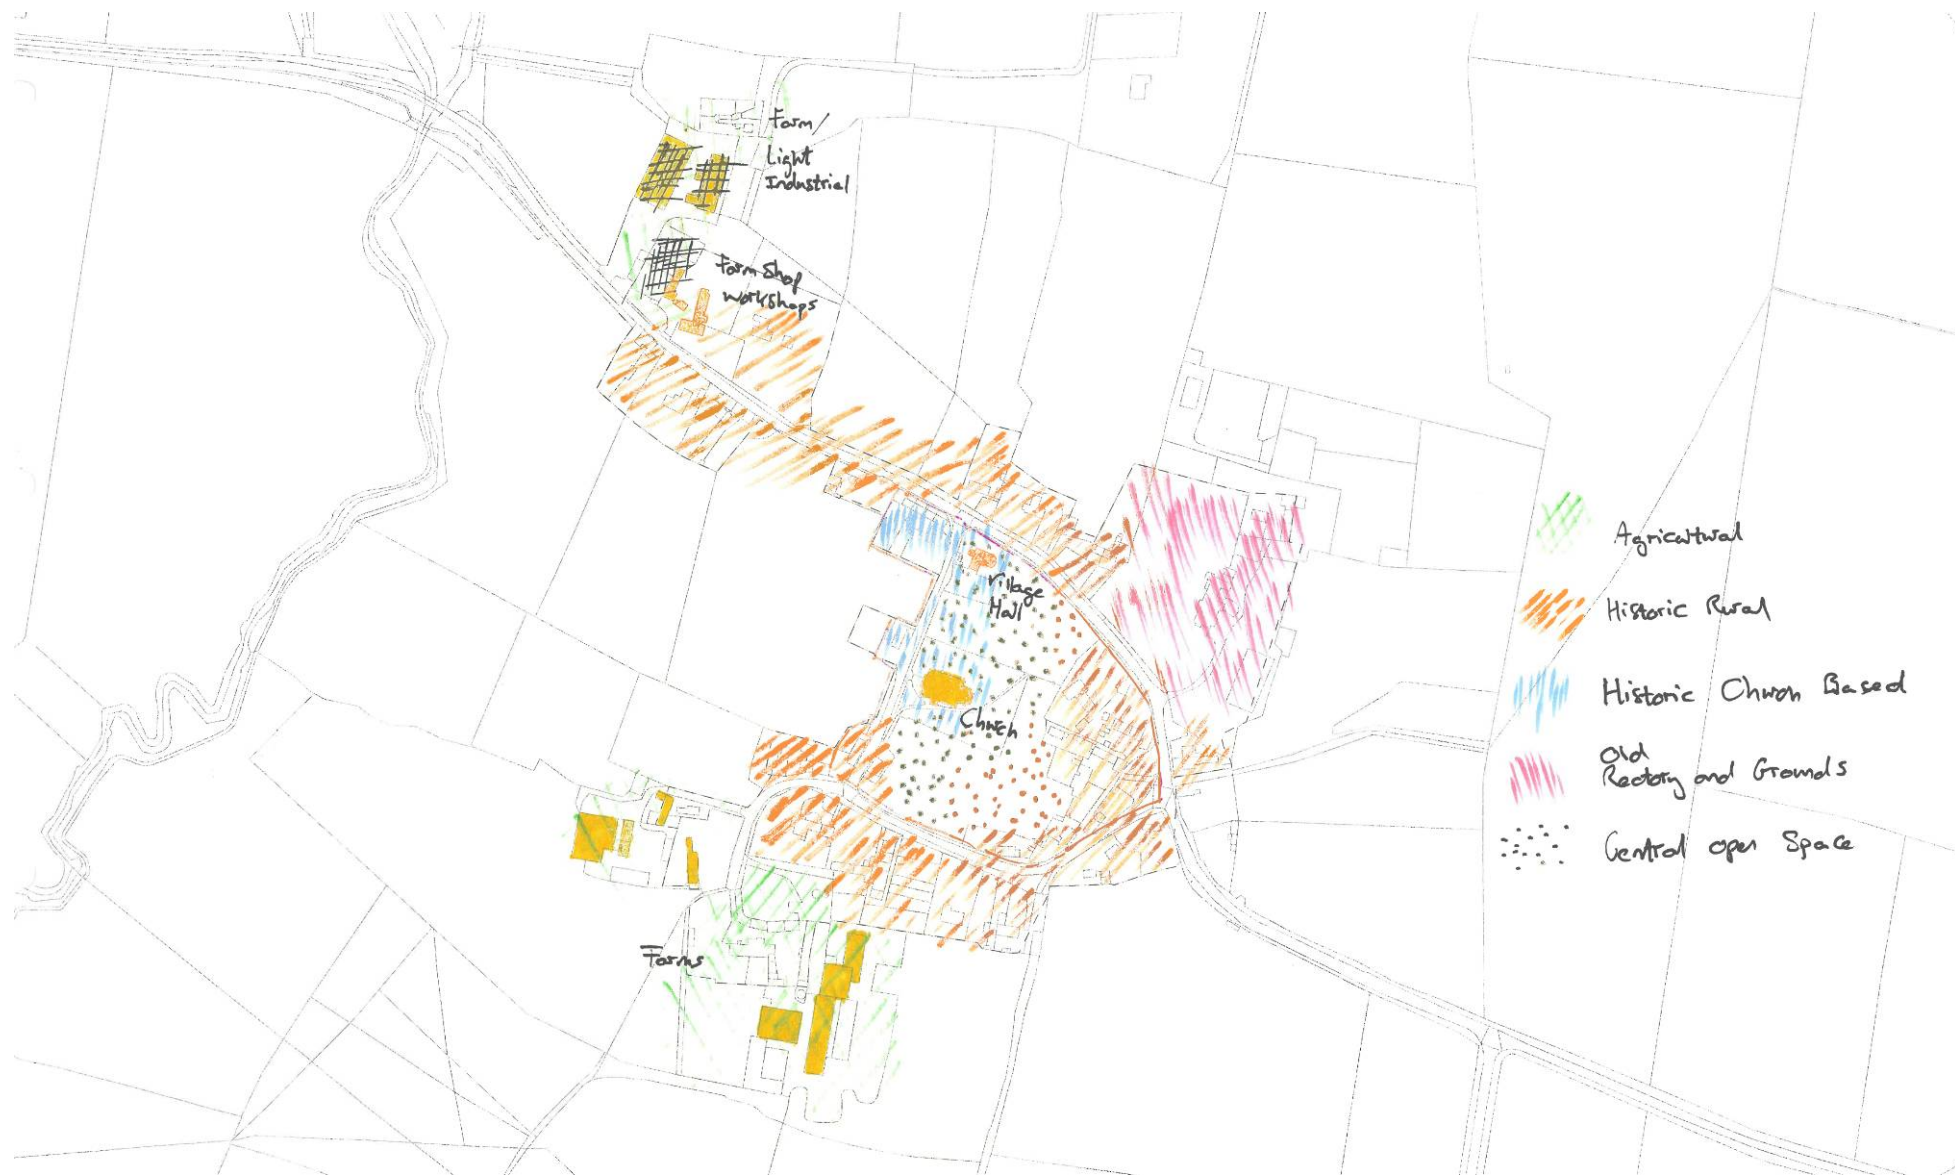 Farm/
Light
Industrial
Farm Shop
workshops
Village
Hall
Church
Farms
Agricultural
Historic Rural
Historic Church Based
Old
Rectory and Grounds
Central open Space